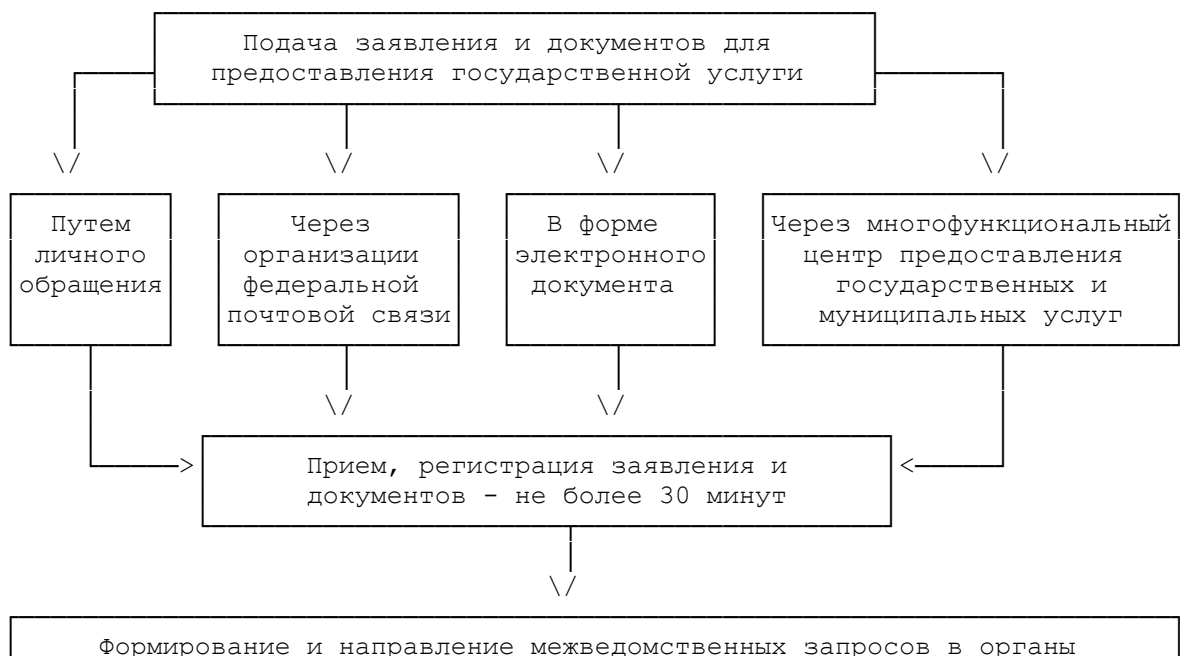 Подача заявления и документов для
предоставления государственной услуги
Путем
личного
обращения
Через
организации
федеральной
почтовой связи
В форме
электронного
документа
Через многофункциональный
центр предоставления
государственных и
муниципальных услуг
Прием, регистрация заявления и
документов - не более 30 минут
Формирование и направление межведомственных запросов в органы